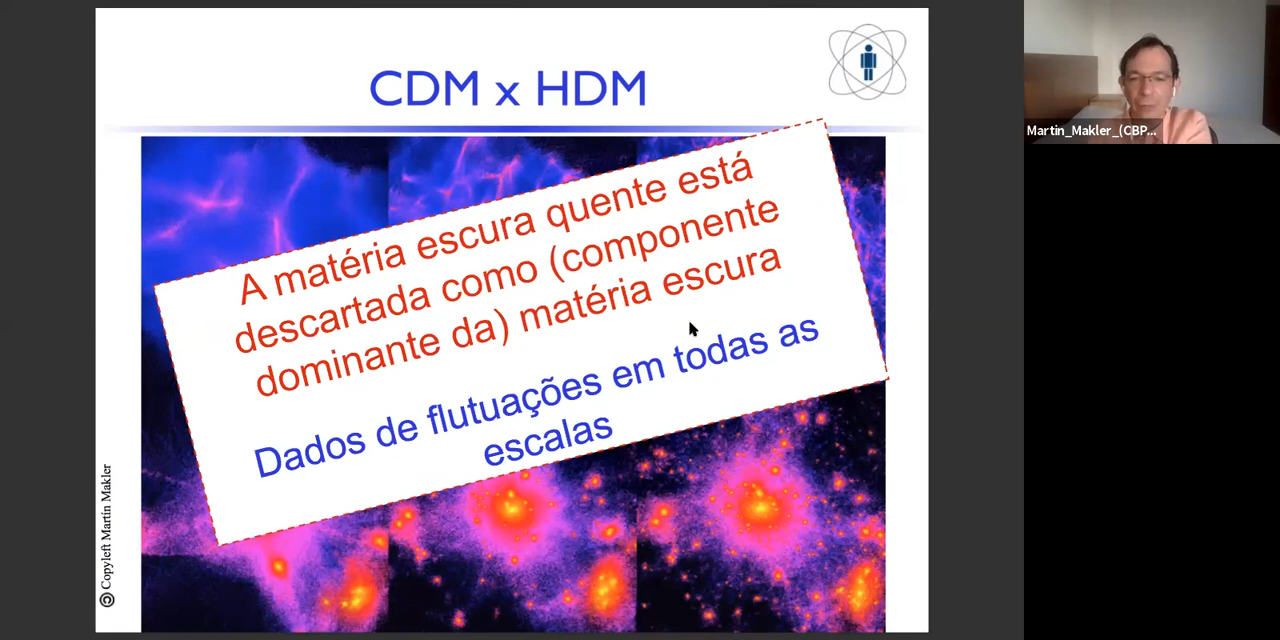 CDM x HDM
A matéria escura quente está
descartada como (componente
dominante da) matéria escura
Dados de flutuações em todas as
escalas
© Copyleft Martin Makler
Martin_Makler_(CBP...